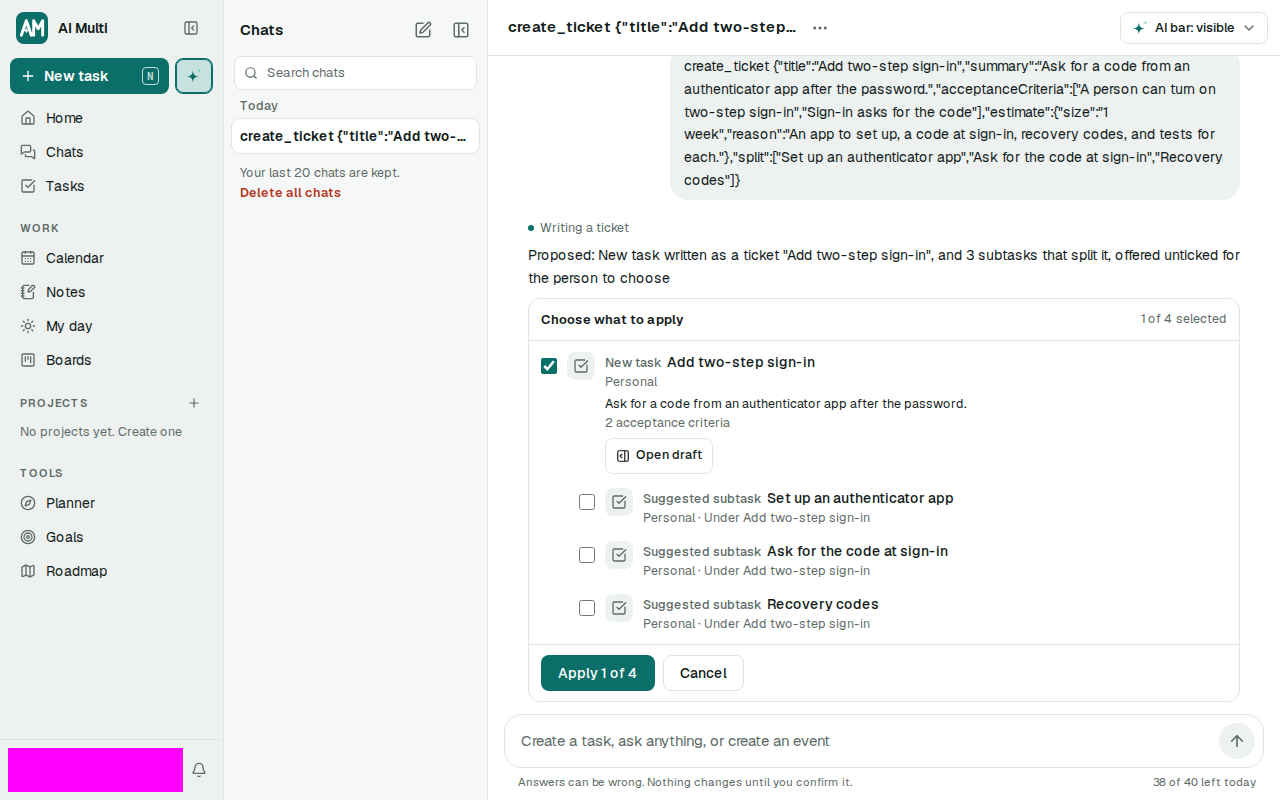 AI Multi
New task
N
Home
Chats
Tasks
WORK
Calendar
Notes
My day
Boards
PROJECTS
No projects yet. Create one
TOOLS
Planner
Goals
Roadmap
Chats
Search chats
Today
create_ticket {"title":"Add two-...
Your last 20 chats are kept.
Delete all chats
create_ticket {"title":"Add two-step...
AI bar: visible
create_ticket {"title":"Add two-step sign-in","summary":"Ask for a code from an
authenticator app after the password.","acceptanceCriteria":["A person can turn on
two-step sign-in","Sign-in asks for the code"],"estimate":{"size":"1
week","reason":"An app to set up, a code at sign-in, recovery codes, and tests for
each."},"split":["Set up an authenticator app","Ask for the code at sign-in","Recovery
codes"]}
Writing a ticket
Proposed: New task written as a ticket "Add two-step sign-in", and 3 subtasks that split it, offered unticked for
the person to choose
Choose what to apply
1 of 4 selected
New task Add two-step sign-in
Personal
Ask for a code from an authenticator app after the password.
2 acceptance criteria
Open draft
Suggested subtask Set up an authenticator app
Personal · Under Add two-step sign-in
Suggested subtask Ask for the code at sign-in
Personal · Under Add two-step sign-in
Suggested subtask Recovery codes
Personal · Under Add two-step sign-in
Apply 1 of 4
Cancel
Create a task, ask anything, or create an event
Answers can be wrong. Nothing changes until you confirm it.
38 of 40 left today